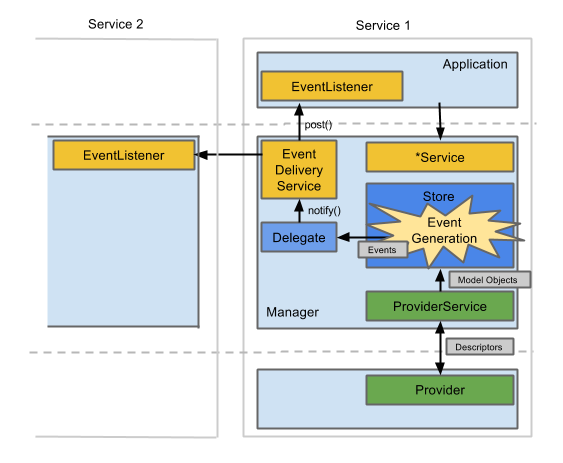 Service 2
Service 1
Application
EventListener
post()
EventListener
Event
Delivery
Service
*Service
Store
Event
Generation
notify()
Delegate
Events
Model Objects
Manager
ProviderService
Descriptors
Provider